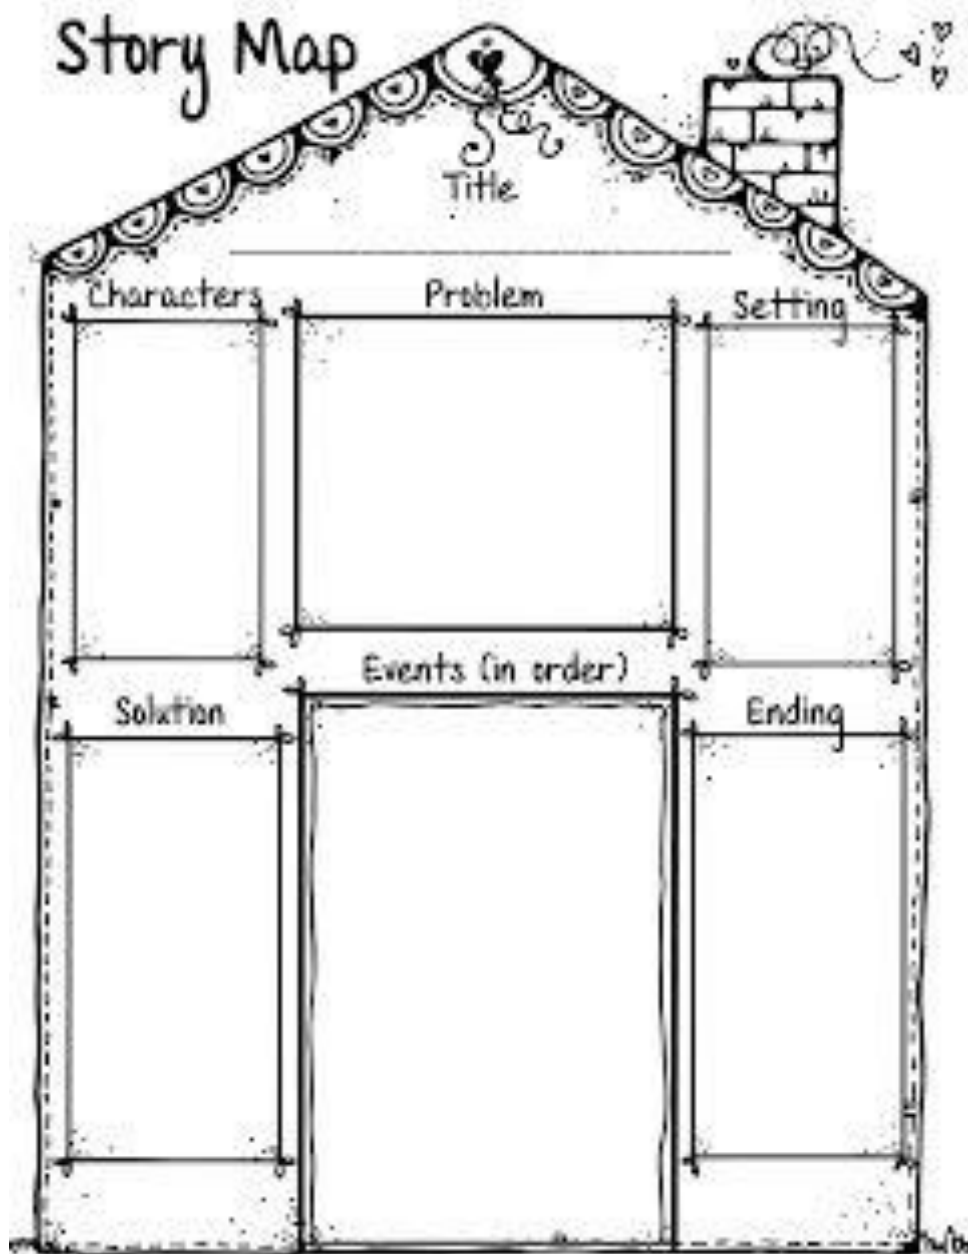 Story Map
Title
Characters
Problem
Setting
Events (in order)
Solution
Ending